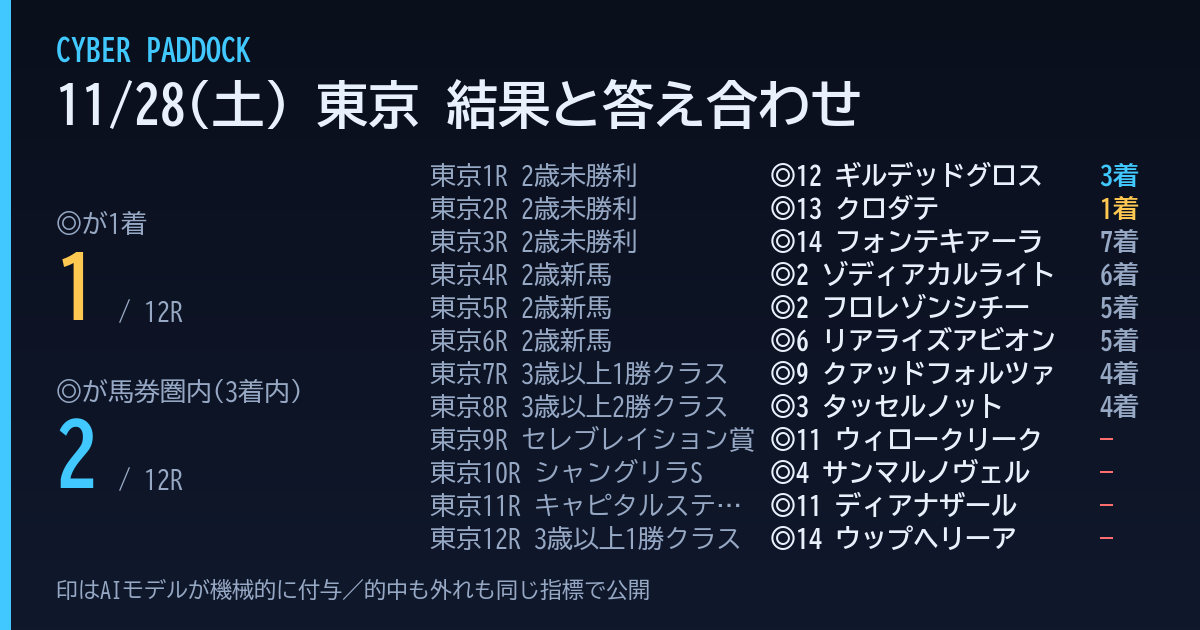 CYBER PADDOCK
11/28(土) 東京 結果と答え合わせ
◎が1着
1 / 12R
◎が馬券圏内(3着内)
2 / 12R
東京1R 2歳未勝利 ◎12 ギルデッドグロス 3着
東京2R 2歳未勝利 ◎13 クロダテ 1着
東京3R 2歳未勝利 ◎14 フォンテキアーラ 7着
東京4R 2歳新馬 ◎2 ゾディアカルライト 6着
東京5R 2歳新馬 ◎2 フロレゾンシチー 5着
東京6R 2歳新馬 ◎6 リアライズアビオン 5着
東京7R 3歳以上1勝クラス ◎9 クアッドフォルツァ 4着
東京8R 3歳以上2勝クラス ◎3 タッセルノット 4着
東京9R セレブレイション賞 ◎11 ウィロークリーク –
東京10R シャングリラS ◎4 サンマルノヴェル –
東京11R キャピタルステ… ◎11 ディアナザール –
東京12R 3歳以上1勝クラス ◎14 ウップヘリーア –
印はAIモデルが機械的に付与／的中も外れも同じ指標で公開